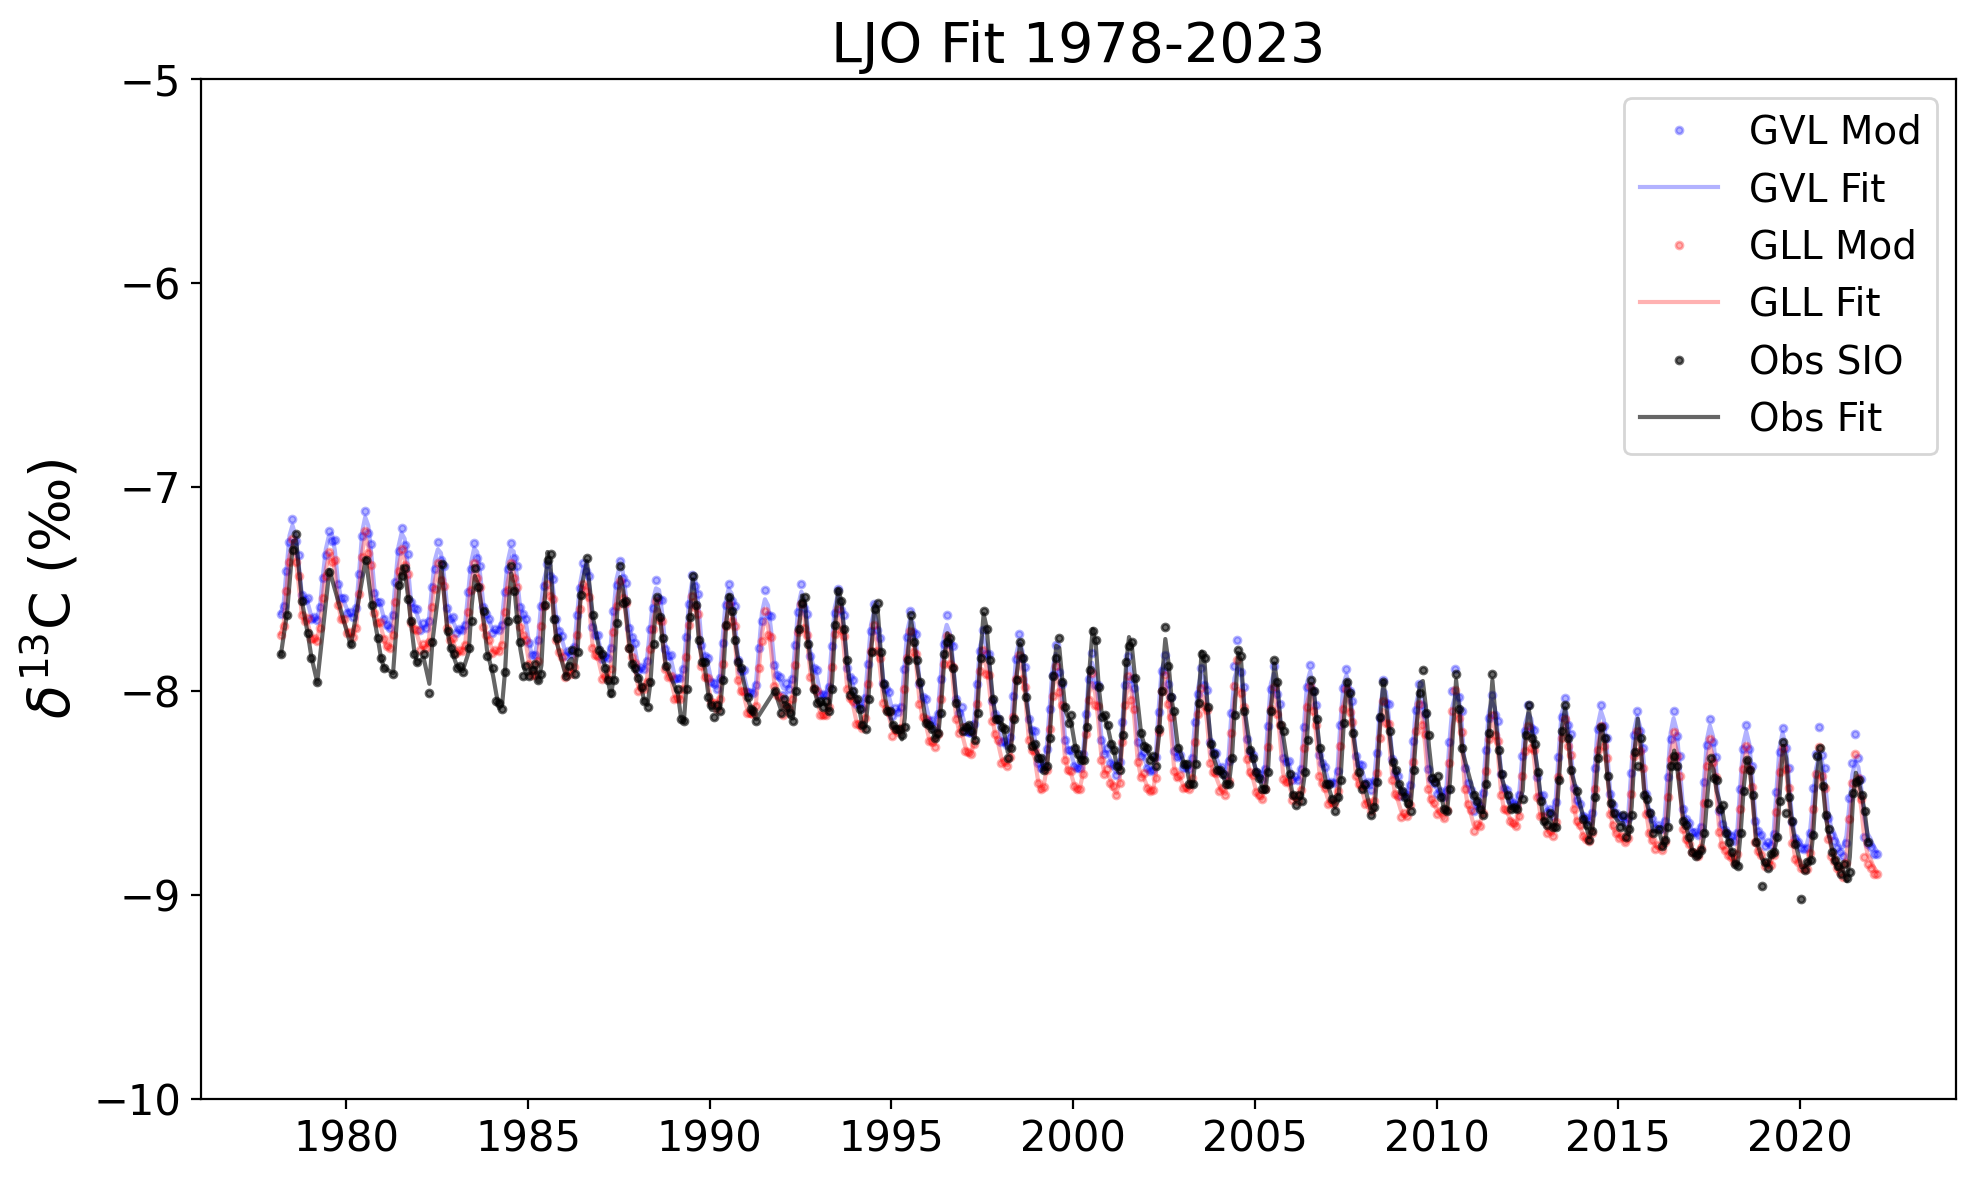 LJO Fit 1978-2023
−5
−6
−7
−8
−9
−10
δ¹³C (‰)
GVL Mod
GVL Fit
GLL Mod
GLL Fit
Obs SIO
Obs Fit
1980 1985 1990 1995 2000 2005 2010 2015 2020